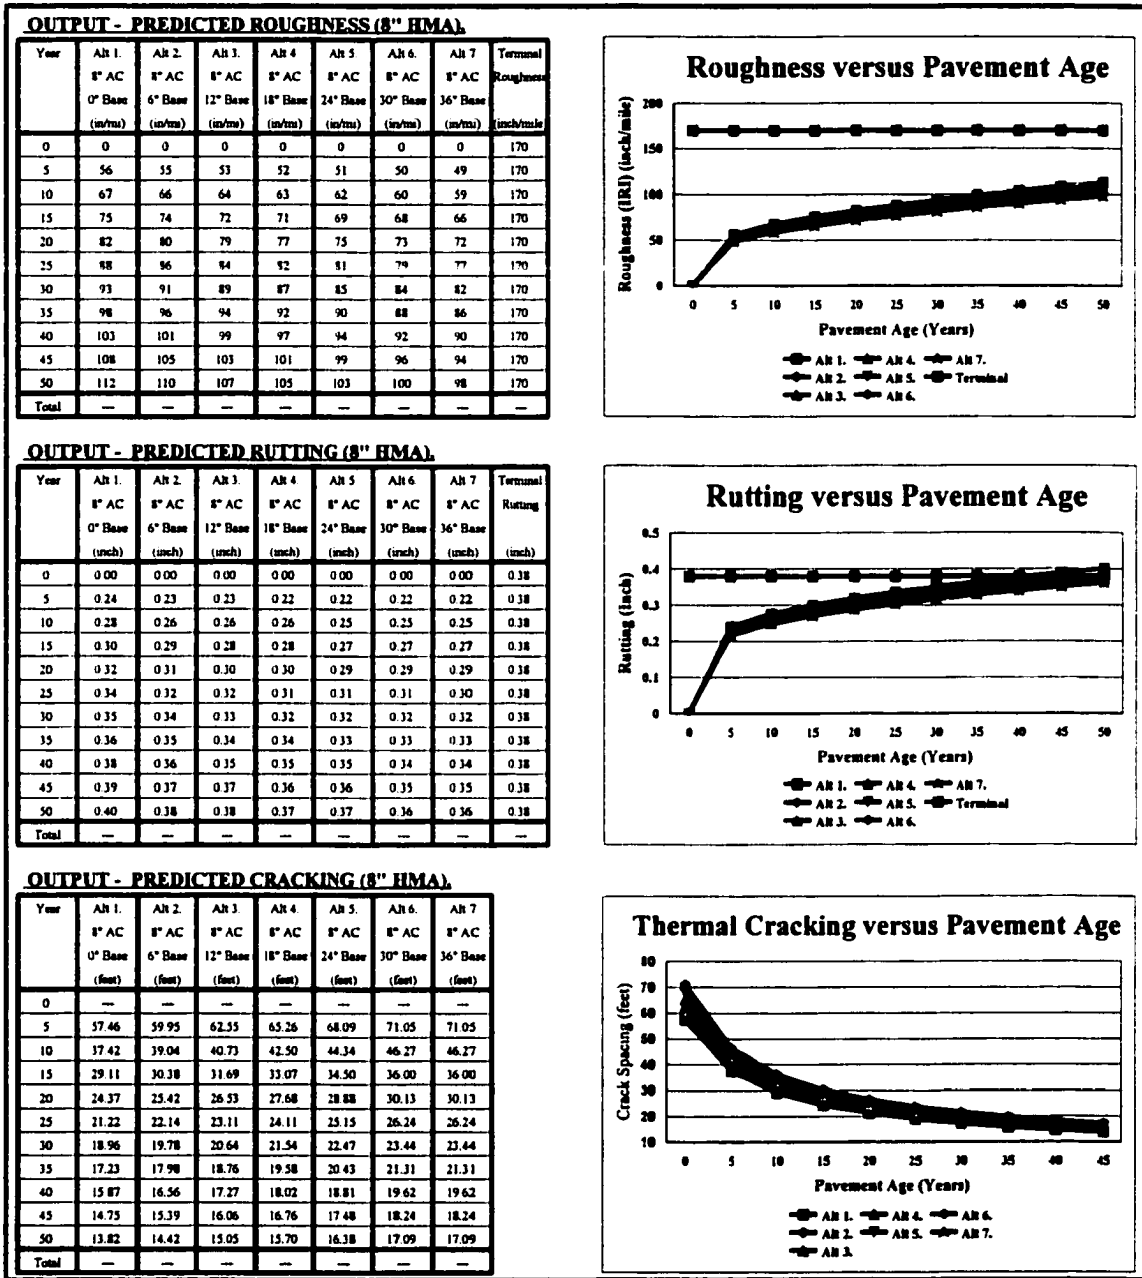 OUTPUT - PREDICTED ROUGHNESS (8" HMA).
Year Alt 1. Alt 2. Alt 3. Alt 4 Alt 5. Alt 6. Alt 7 Terminal
8" AC 8" AC 8" AC 8" AC 8" AC 8" AC 8" AC Roughness
0" Base 6" Base 12" Base 18" Base 24" Base 30" Base 36" Base
(in/mi) (in/mi) (in/mi) (in/mi) (in/mi) (in/mi) (in/mi) (inch/mile)
0 0 0 0 0 0 0 0 170
5 56 55 53 52 51 50 49 170
10 67 66 64 63 62 60 59 170
15 75 74 72 71 69 68 66 170
20 82 80 79 77 75 73 72 170
25 88 86 84 82 81 79 77 170
30 93 91 89 87 85 84 82 170
35 98 96 94 92 90 88 86 170
40 103 101 99 97 94 92 90 170
45 108 105 103 101 99 96 94 170
50 112 110 107 105 103 100 98 170
Total — — — — — — — —
Roughness versus Pavement Age
Roughness (IRI) (inch/mile)
200
150
100
50
0
0 5 10 15 20 25 30 35 40 45 50
Pavement Age (Years)
Alt 1. Alt 4. Alt 7.
Alt 2. Alt 5. Terminal
Alt 3. Alt 6.
OUTPUT - PREDICTED RUTTING (8" HMA).
Year Alt 1. Alt 2. Alt 3. Alt 4 Alt 5 Alt 6. Alt 7 Terminal
8" AC 8" AC 8" AC 8" AC 8" AC 8" AC 8" AC Rutting
0" Base 6" Base 12" Base 18" Base 24" Base 30" Base 36" Base
(inch) (inch) (inch) (inch) (inch) (inch) (inch) (inch)
0 0.00 0.00 0.00 0.00 0.00 0.00 0.00 0.38
5 0.24 0.23 0.23 0.22 0.22 0.22 0.22 0.38
10 0.28 0.26 0.26 0.26 0.25 0.25 0.25 0.38
15 0.30 0.29 0.28 0.28 0.27 0.27 0.27 0.38
20 0.32 0.31 0.30 0.30 0.29 0.29 0.29 0.38
25 0.34 0.32 0.32 0.31 0.31 0.31 0.30 0.38
30 0.35 0.34 0.33 0.32 0.32 0.32 0.32 0.38
35 0.36 0.35 0.34 0.34 0.33 0.33 0.33 0.38
40 0.38 0.36 0.35 0.35 0.35 0.34 0.34 0.38
45 0.39 0.37 0.37 0.36 0.36 0.35 0.35 0.38
50 0.40 0.38 0.38 0.37 0.37 0.36 0.36 0.38
Total — — — — — — — —
Rutting versus Pavement Age
Rutting (Inch)
0.5
0.4
0.3
0.2
0.1
0
0 5 10 15 20 25 30 35 40 45 50
Pavement Age (Years)
Alt 1. Alt 4. Alt 7.
Alt 2. Alt 5. Terminal
Alt 3. Alt 6.
OUTPUT - PREDICTED CRACKING (8" HMA).
Year Alt 1. Alt 2. Alt 3. Alt 4. Alt 5. Alt 6. Alt 7
8" AC 8" AC 8" AC 8" AC 8" AC 8" AC 8" AC
0" Base 6" Base 12" Base 18" Base 24" Base 30" Base 36" Base
(feet) (feet) (feet) (feet) (feet) (feet) (feet)
0 — — — — — — —
5 57.46 59.95 62.55 65.26 68.09 71.05 71.05
10 37.42 39.04 40.73 42.50 44.34 46.27 46.27
15 29.11 30.38 31.69 33.07 34.50 36.00 36.00
20 24.37 25.42 26.53 27.68 28.88 30.13 30.13
25 21.22 22.14 23.11 24.11 25.15 26.24 26.24
30 18.96 19.78 20.64 21.54 22.47 23.44 23.44
35 17.23 17.98 18.76 19.58 20.43 21.31 21.31
40 15.87 16.56 17.27 18.02 18.81 19.62 19.62
45 14.75 15.39 16.06 16.76 17.48 18.24 18.24
50 13.82 14.42 15.05 15.70 16.38 17.09 17.09
Total — — — — — — —
Thermal Cracking versus Pavement Age
Crack Spacing (feet)
80
70
60
50
40
30
20
10
0 5 10 15 20 25 30 35 40 45
Pavement Age (Years)
Alt 1. Alt 4. Alt 6.
Alt 2. Alt 5. Alt 7.
Alt 3.